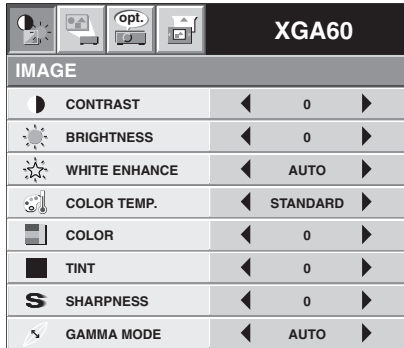 opt.
XGA60
IMAGE
CONTRAST 0
BRIGHTNESS 0
WHITE ENHANCE AUTO
COLOR TEMP. STANDARD
COLOR 0
TINT 0
S SHARPNESS 0
GAMMA MODE AUTO